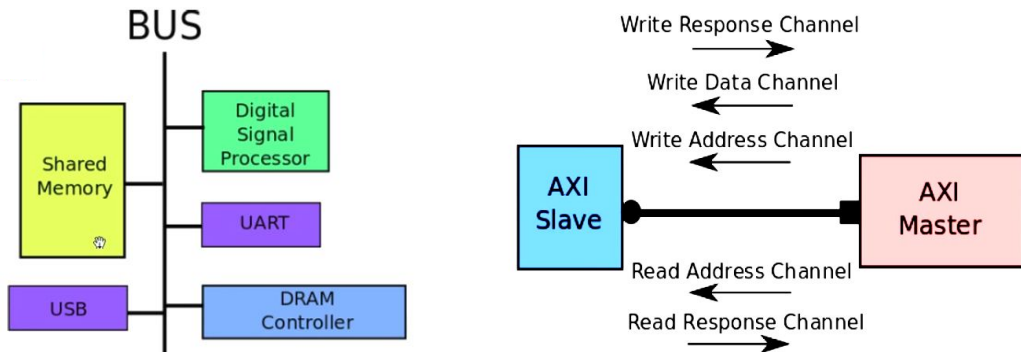 BUS
Shared
Memory
Digital
Signal
Processor
UART
USB
DRAM
Controller
Write Response Channel
Write Data Channel
Write Address Channel
AXI
Slave
AXI
Master
Read Address Channel
Read Response Channel